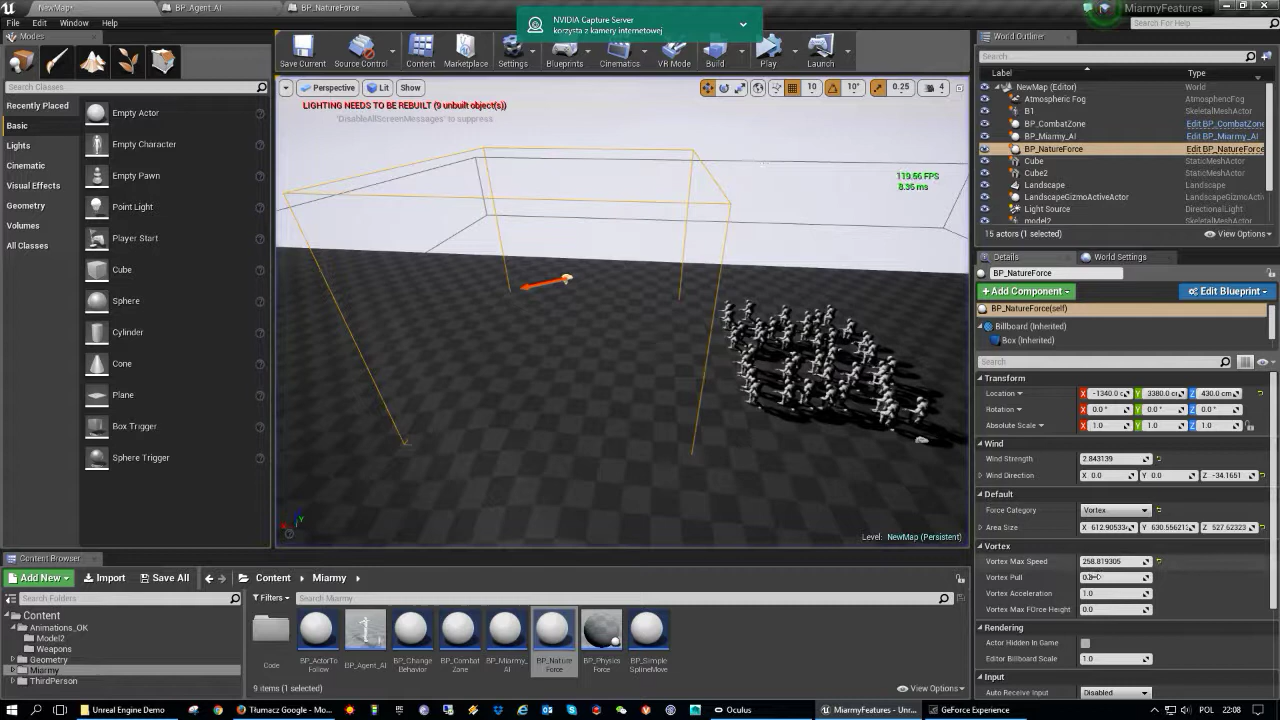 NewMap*
BP_Agent_AI
BP_NatureForce
NVIDIA Capture Server
korzysta z kamery internetowej
MiarmyFeatures
File Edit Window Help
Search For Help
Modes
Save Current
Source Control
Content
Marketplace
Settings
Blueprints
Cinematics
VR Mode
Build
Play
Launch
World Outliner
Search...
Label Type
Search Classes
NewMap (Editor) World
Atmospheric Fog AtmosphericFog
B1 SkeletalMeshActor
BP_CombatZone Edit BP_CombatZone
BP_Miarmy_AI Edit BP_Miarmy_AI
BP_NatureForce Edit BP_NatureForce
Cube StaticMeshActor
Cube2 StaticMeshActor
Landscape Landscape
LandscapeGizmoActiveActor LandscapeGizmoActiveActor
Light Source DirectionalLight
model2 SkeletalMeshActor
15 actors (1 selected)
View Options
Recently Placed
Basic
Lights
Cinematic
Visual Effects
Geometry
Volumes
All Classes
Empty Actor
Empty Character
Empty Pawn
Point Light
Player Start
Cube
Sphere
Cylinder
Cone
Plane
Box Trigger
Sphere Trigger
Perspective
Lit
Show
10
10°
0.25
4
LIGHTING NEEDS TO BE REBUILT (9 unbuilt object(s))
'DisableAllScreenMessages' to suppress
119.66 FPS
8.36 ms
Level: NewMap (Persistent)
Details
World Settings
BP_NatureForce
Add Component
Edit Blueprint
BP_NatureForce(self)
Billboard (Inherited)
Box (Inherited)
Search
Transform
Location X -1340.0 c Y 3380.0 c Z 430.0 cm
Rotation X 0.0 ° Y 0.0 ° Z 0.0 °
Absolute Scale X 1.0 Y 1.0 Z 1.0
Wind
Wind Strength 2.843139
Wind Direction X 0.0 Y 0.0 Z -34.1651
Default
Force Category Vortex
Area Size X 612.90533 Y 630.55621 Z 527.62323
Vortex
Vortex Max Speed 258.819305
Vortex Pull
Vortex Acceleration 1.0
Vortex Max FOrce Height 0.0
Rendering
Actor Hidden In Game
Editor Billboard Scale 1.0
Input
Auto Receive Input Disabled
Content Browser
Add New
Import
Save All
Content
Miarmy
Search Folders
Filters
Search Miarmy
Content
Animations_OK
Model2
Weapons
Geometry
Miarmy
ThirdPerson
Code
BP_ActorTo
Follow
BP_Agent_AI
BP_Change
Behavior
BP_Combat
Zone
BP_Miarmy_
AI
BP_Nature
Force
BP_Physics
Force
BP_Simple
SplineMove
9 items (1 selected)
View Options
Unreal Engine Demo
Tłumacz Google - Mo...
Oculus
MiarmyFeatures - Unr...
GeForce Experience
POL
22:08